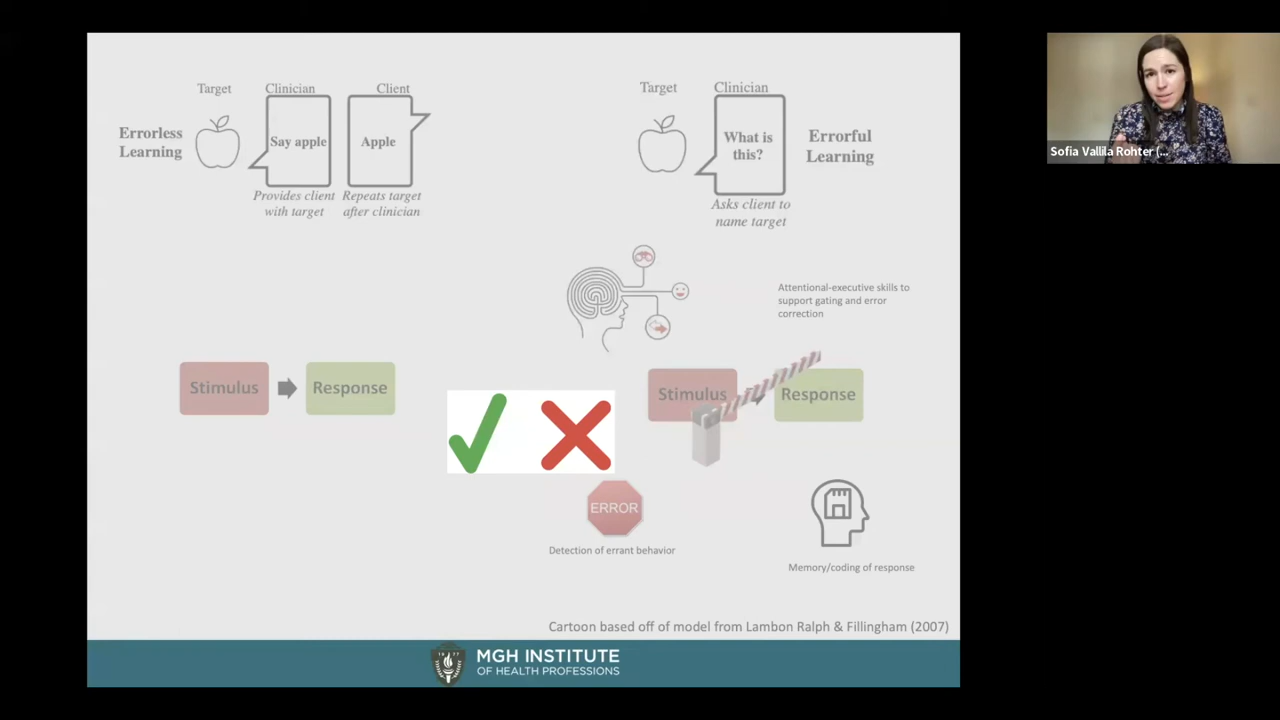 Target
Clinician
Client
Errorless
Learning
Say apple
Apple
Provides client
with target
Repeats target
after clinician
Target
Clinician
What is
this?
Errorful
Learning
Asks client to
name target
Attentional-executive skills to
support gating and error
correction
Stimulus
Response
Stimulus
Response
ERROR
Detection of errant behavior
Memory/coding of response
Cartoon based off of model from Lambon Ralph & Fillingham (2007)
MGH INSTITUTE
OF HEALTH PROFESSIONS
Sofia Vallila Rohter (...